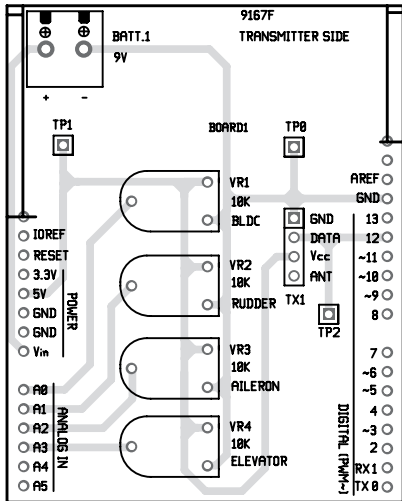 9167F
BATT.1
TRANSMITTER SIDE
9V
+ -
TP1
BOARD1
TP0
VR1
10K
BLDC
VR2
10K
RUDDER
VR3
10K
AILERON
VR4
10K
ELEVATOR
GND
DATA
Vcc
ANT
TX1
TP2
IOREF
RESET
3.3V
5V
GND
GND
Vin
POWER
A0
A1
A2
A3
A4
A5
ANALOG IN
AREF
GND
13
12
~11
~10
~9
8
7
~6
~5
4
~3
2
RX1
TX 0
DIGITAL (PWM~)